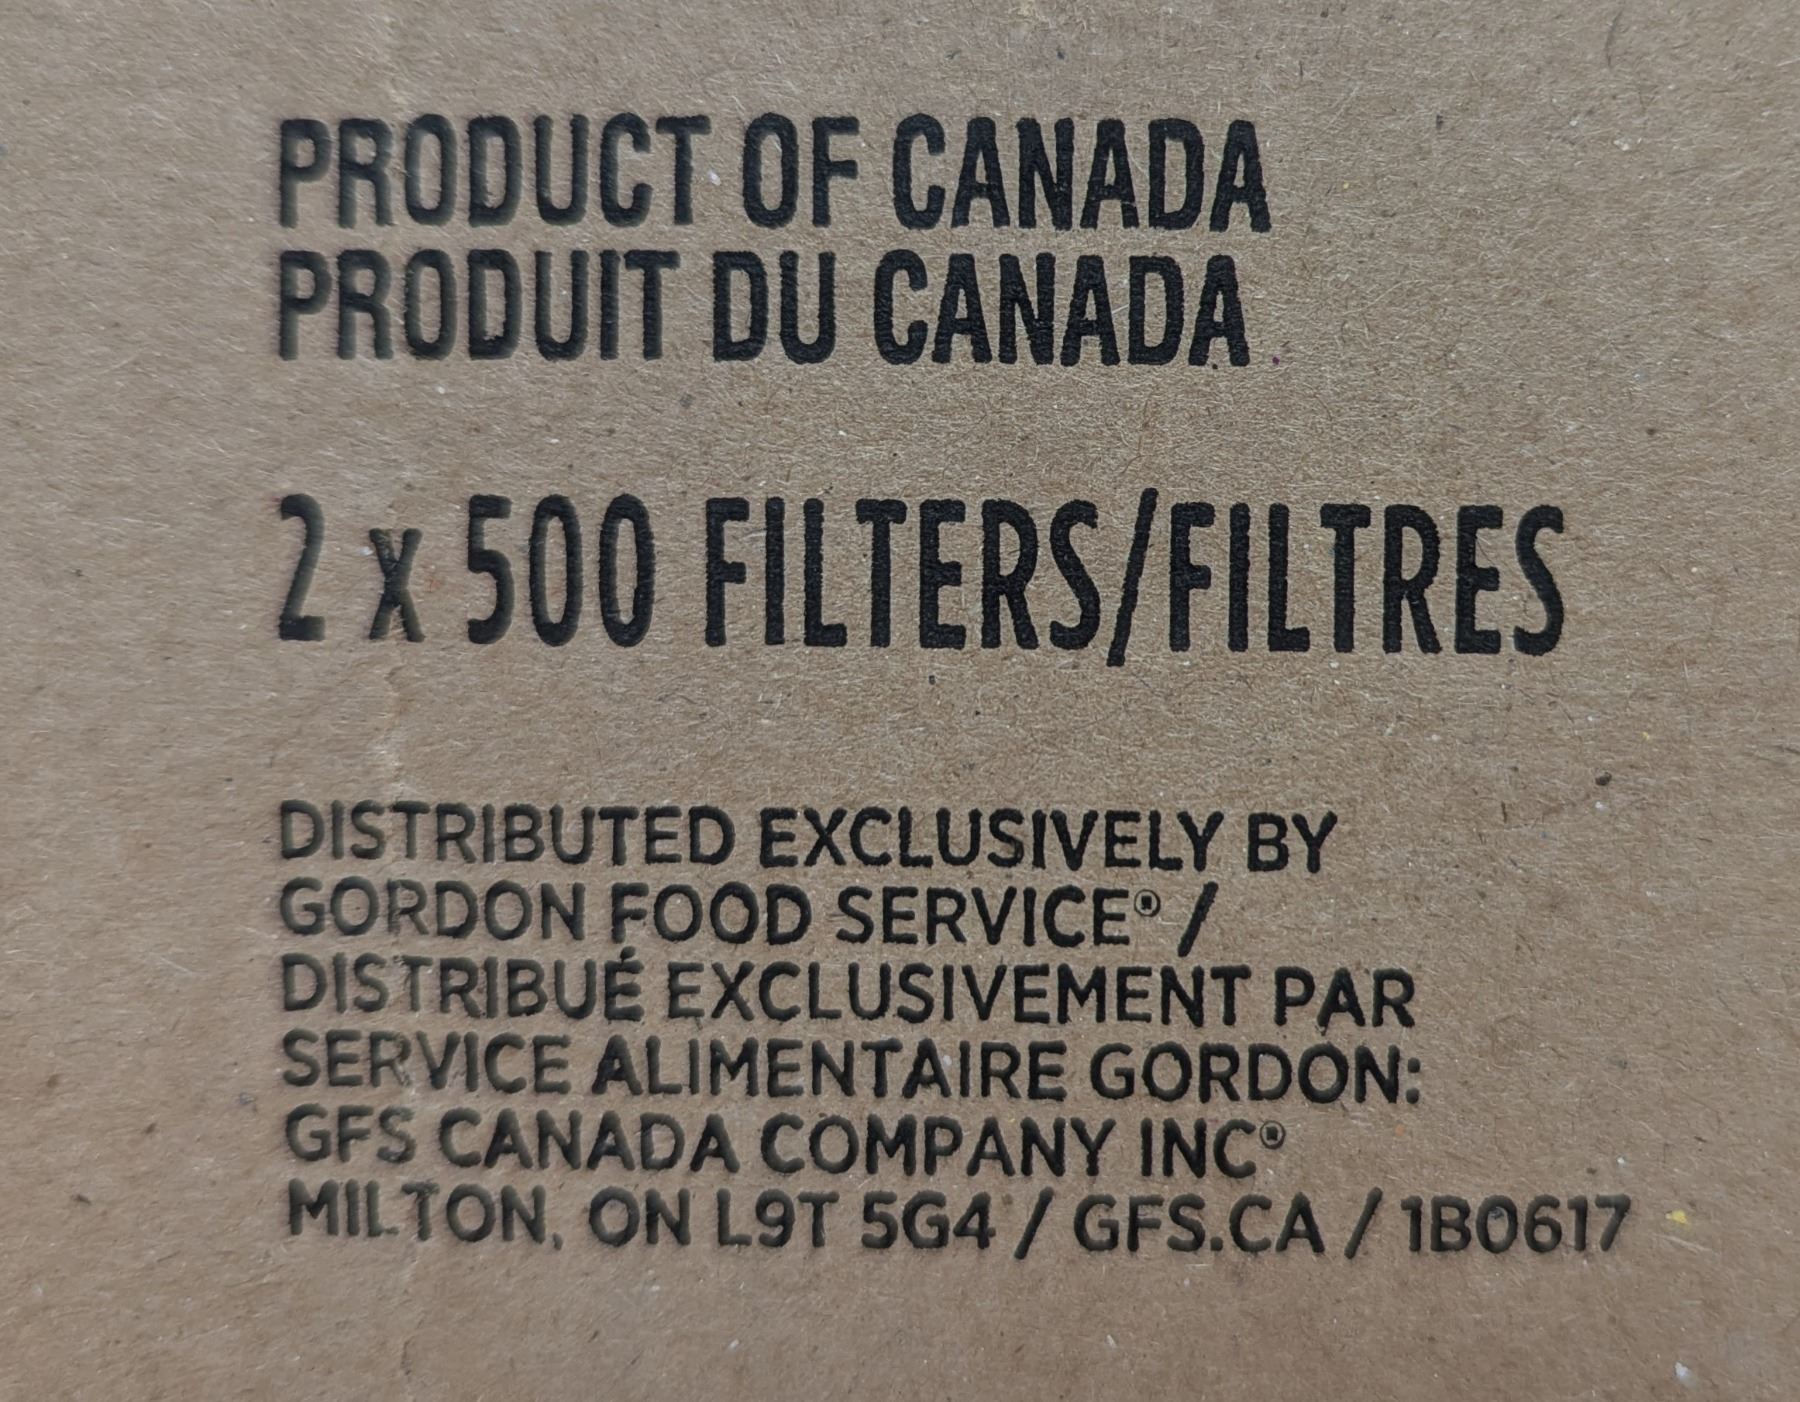 PRODUCT OF CANADA
PRODUIT DU CANADA
2 x 500 FILTERS/FILTRES
DISTRIBUTED EXCLUSIVELY BY
GORDON FOOD SERVICE® /
DISTRIBUÉ EXCLUSIVEMENT PAR
SERVICE ALIMENTAIRE GORDON:
GFS CANADA COMPANY INC®
MILTON, ON L9T 5G4 / GFS.CA / 1B0617